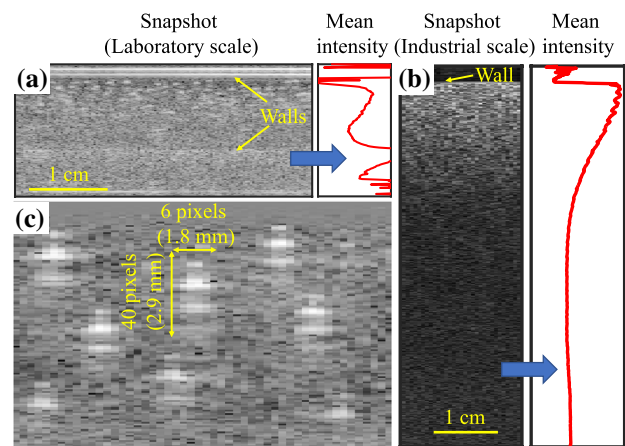 Snapshot
(Laboratory scale)
Mean
intensity
Snapshot
(Industrial scale)
Mean
intensity
(a)
Walls
1 cm
(b)
Wall
1 cm
(c)
6 pixels
(1.8 mm)
40 pixels
(2.9 mm)